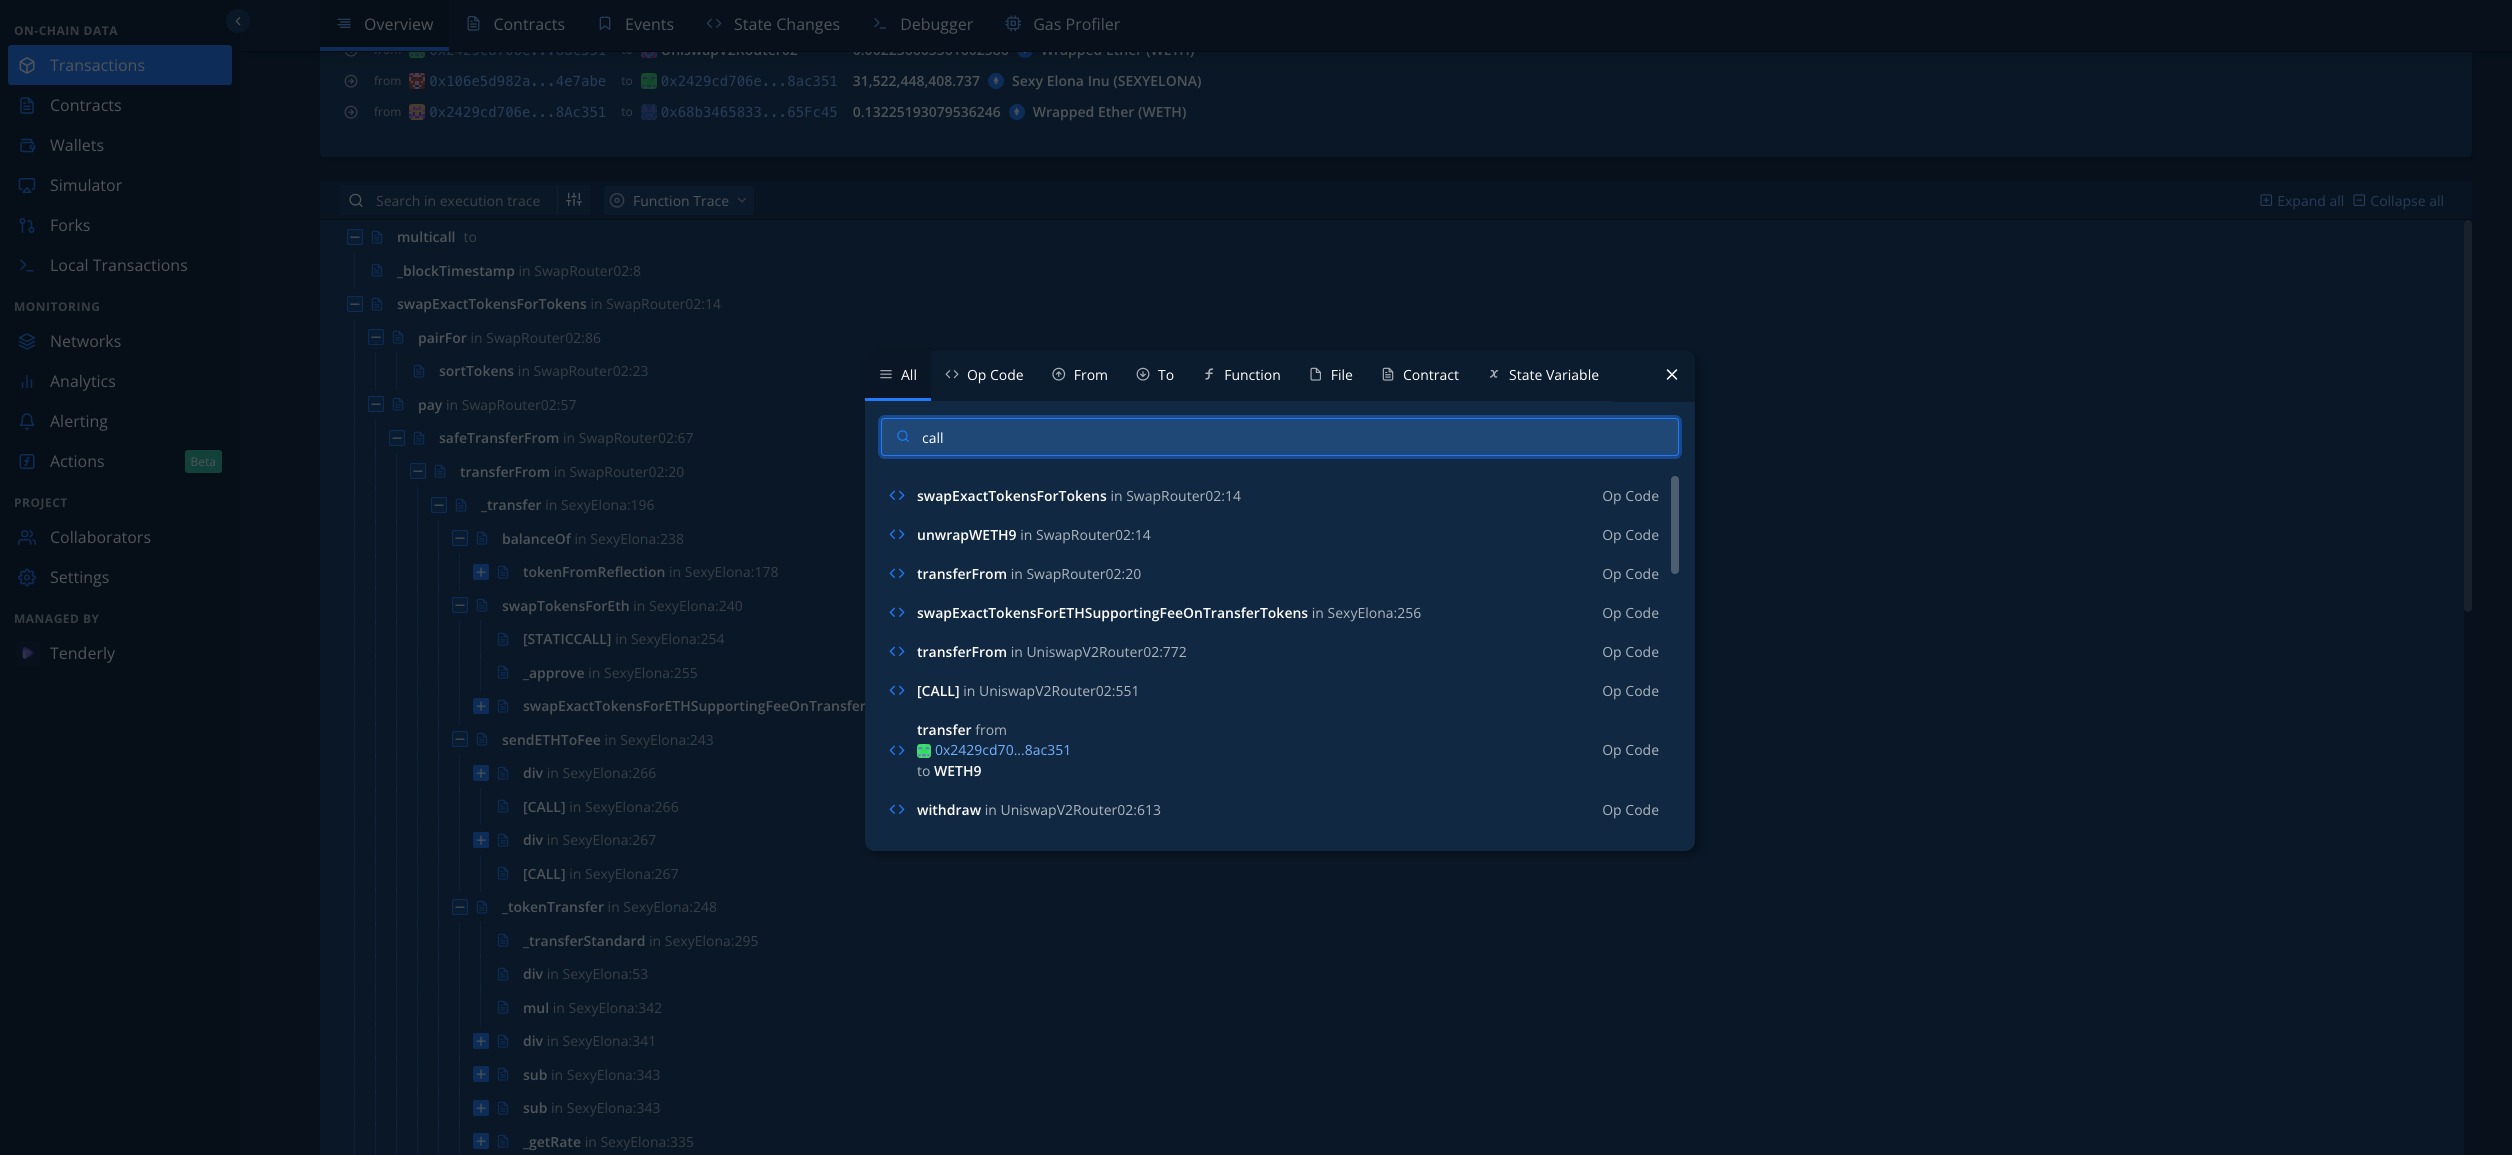 ON-CHAIN DATA
Transactions
Contracts
Wallets
Simulator
Forks
Local Transactions
MONITORING
Networks
Analytics
Alerting
Actions Beta
PROJECT
Collaborators
Settings
MANAGED BY
Tenderly
Overview Contracts Events State Changes Debugger Gas Profiler
from 0x106e5d982a...4e7abe to 0x2429cd706e...8ac351 31,522,448,408.737 Sexy Elona Inu (SEXYELONA)
from 0x2429cd706e...8Ac351 to 0x68b3465833...65Fc45 0.13225193079536246 Wrapped Ether (WETH)
Search in execution trace Function Trace Expand all Collapse all
multicall to
_blockTimestamp in SwapRouter02:8
swapExactTokensForTokens in SwapRouter02:14
pairFor in SwapRouter02:86
sortTokens in SwapRouter02:23
pay in SwapRouter02:57
safeTransferFrom in SwapRouter02:67
transferFrom in SwapRouter02:20
_transfer in SexyElona:196
balanceOf in SexyElona:238
tokenFromReflection in SexyElona:178
swapTokensForEth in SexyElona:240
[STATICCALL] in SexyElona:254
_approve in SexyElona:255
swapExactTokensForETHSupportingFeeOnTransfer
sendETHToFee in SexyElona:243
div in SexyElona:266
[CALL] in SexyElona:266
div in SexyElona:267
[CALL] in SexyElona:267
_tokenTransfer in SexyElona:248
_transferStandard in SexyElona:295
div in SexyElona:53
mul in SexyElona:342
div in SexyElona:341
sub in SexyElona:343
sub in SexyElona:343
_getRate in SexyElona:335
All Op Code From To Function File Contract State Variable
call
swapExactTokensForTokens in SwapRouter02:14 Op Code
unwrapWETH9 in SwapRouter02:14 Op Code
transferFrom in SwapRouter02:20 Op Code
swapExactTokensForETHSupportingFeeOnTransferTokens in SexyElona:256 Op Code
transferFrom in UniswapV2Router02:772 Op Code
[CALL] in UniswapV2Router02:551 Op Code
transfer from
0x2429cd70...8ac351 Op Code
to WETH9
withdraw in UniswapV2Router02:613 Op Code